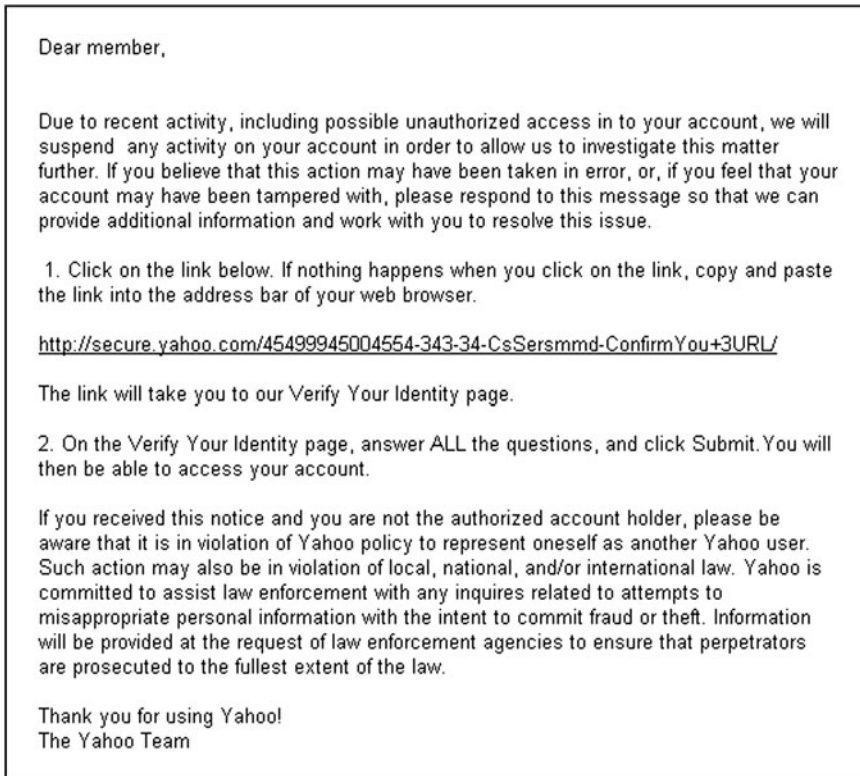 Dear member,
Due to recent activity, including possible unauthorized access in to your account, we will
suspend any activity on your account in order to allow us to investigate this matter
further. If you believe that this action may have been taken in error, or, if you feel that your
account may have been tampered with, please respond to this message so that we can
provide additional information and work with you to resolve this issue.
1. Click on the link below. If nothing happens when you click on the link, copy and paste
the link into the address bar of your web browser.
http://secure.yahoo.com/45499945004554-343-34-CsSersmmd-ConfirmYou+3URL/
The link will take you to our Verify Your Identity page.
2. On the Verify Your Identity page, answer ALL the questions, and click Submit. You will
then be able to access your account.
If you received this notice and you are not the authorized account holder, please be
aware that it is in violation of Yahoo policy to represent oneself as another Yahoo user.
Such action may also be in violation of local, national, and/or international law. Yahoo is
committed to assist law enforcement with any inquires related to attempts to
misappropriate personal information with the intent to commit fraud or theft. Information
will be provided at the request of law enforcement agencies to ensure that perpetrators
are prosecuted to the fullest extent of the law.
Thank you for using Yahoo!
The Yahoo Team